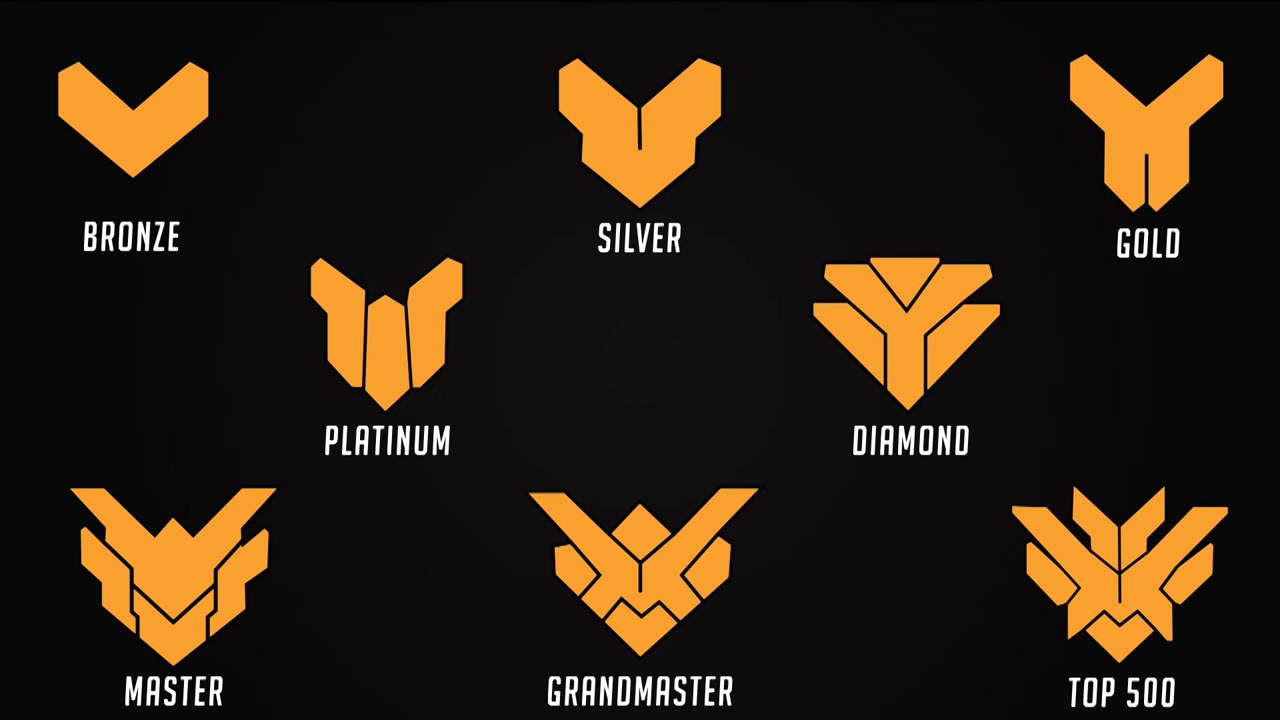 BRONZE
SILVER
GOLD
PLATINUM
DIAMOND
MASTER
GRANDMASTER
TOP 500